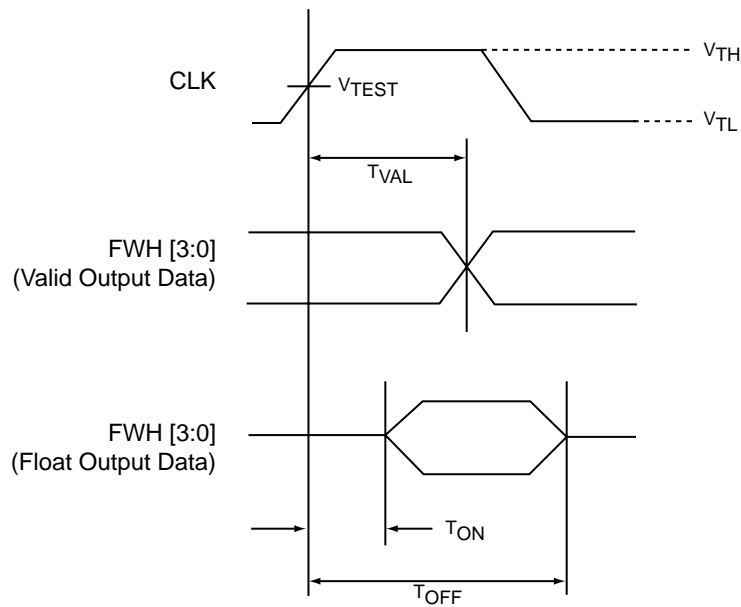 CLK
VTEST
VTH
VTL
TVAL
FWH [3:0]
(Valid Output Data)
FWH [3:0]
(Float Output Data)
TON
TOFF